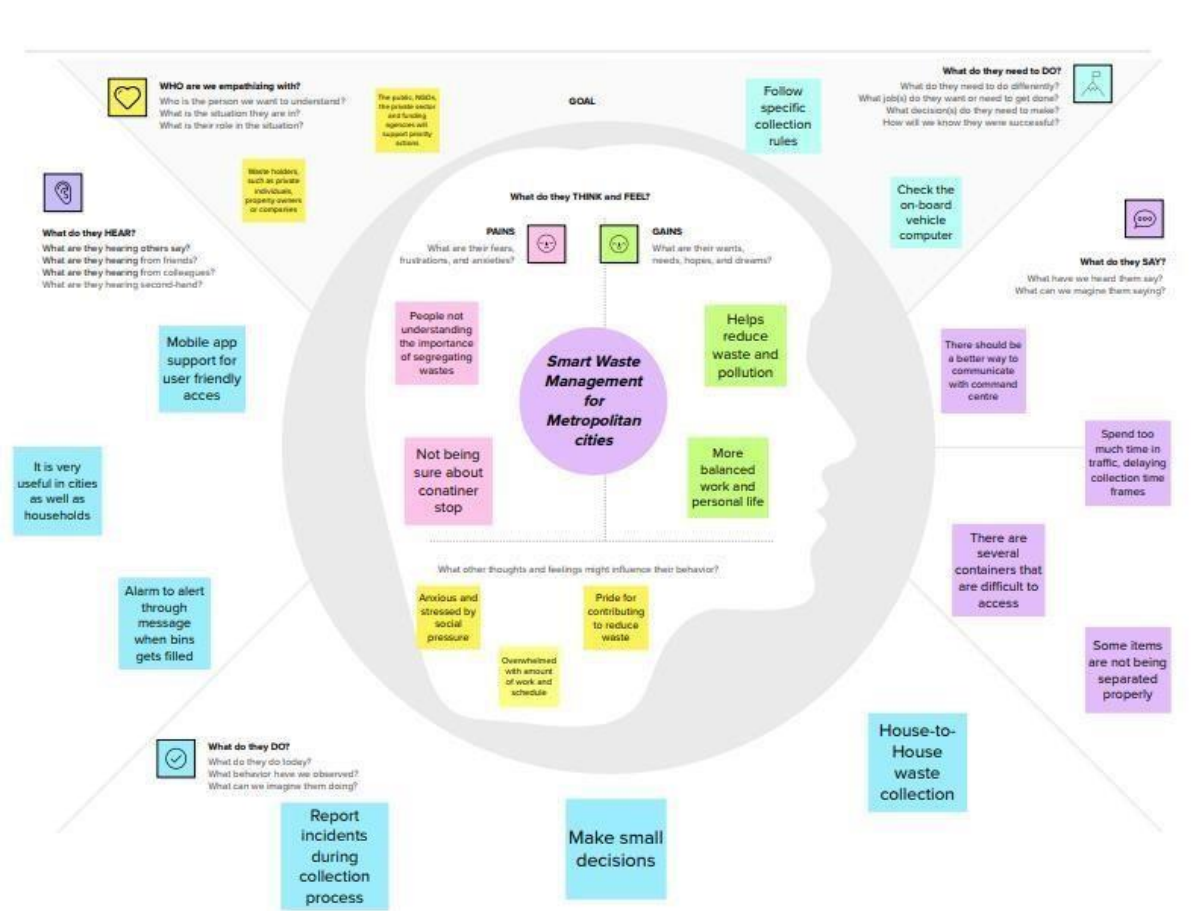 WHO are we empathizing with?
Who is the person we want to understand?
What is the situation they are in?
What is their role in the situation?
The public, NGOs,
the private sector
and funding
agencies will
support priority
actions
Waste holders,
such as private
individuals,
property owners
or companies
GOAL
Follow
specific
collection
rules
What do they need to DO?
What do they need to do differently?
What job(s) do they want or need to get done?
What decision(s) do they need to make?
How will we know they were successful?
Check the
on-board
vehicle
computer
What do they HEAR?
What are they hearing others say?
What are they hearing from friends?
What are they hearing from colleagues?
What are they hearing second-hand?
Mobile app
support for
user friendly
acces
It is very
useful in cities
as well as
households
Alarm to alert
through
message
when bins
gets filled
What do they THINK and FEEL?
PAINS
What are their fears,
frustrations, and anxieties?
GAINS
What are their wants,
needs, hopes, and dreams?
People not
understanding
the importance
of segregating
wastes
Not being
sure about
conatiner
stop
Smart Waste
Management
for
Metropolitan
cities
Helps
reduce
waste and
pollution
More
balanced
work and
personal life
What other thoughts and feelings might influence their behavior?
Anxious and
stressed by
social
pressure
Overwhelmed
with amount
of work and
schedule
Pride for
contributing
to reduce
waste
What do they SAY?
What have we heard them say?
What can we magine them saying?
There should be
a better way to
communicate
with command
centre
Spend too
much time in
traffic, delaying
collection time
frames
There are
several
containers that
are difficult to
access
Some items
are not being
separated
properly
What do they DO?
What do they do today?
What behavior have we observed?
What can we imagine them doing?
Report
incidents
during
collection
process
Make small
decisions
House-to-
House
waste
collection